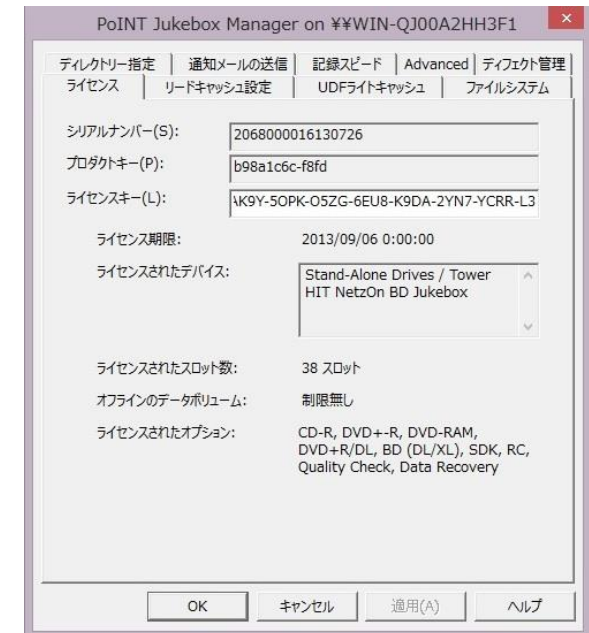 PoINT Jukebox Manager on ¥¥WIN-QJ00A2HH3F1
ディレクトリー指定 通知メールの送信 記録スピード Advanced ディフェクト管理
ライセンス リードキャッシュ設定 UDFライトキャッシュ ファイルシステム
シリアルナンバー(S): 2068000016130726
プロダクトキー(P): b98a1c6c-f8fd
ライセンスキー(L): \K9Y-5OPK-O5ZG-6EU8-K9DA-2YN7-YCRR-L3
ライセンス期限: 2013/09/06 0:00:00
ライセンスされたデバイス: Stand-Alone Drives / Tower
HIT NetzOn BD Jukebox
ライセンスされたスロット数: 38 スロット
オフラインのデータボリューム: 制限無し
ライセンスされたオプション: CD-R, DVD+-R, DVD-RAM,
DVD+R/DL, BD (DL/XL), SDK, RC,
Quality Check, Data Recovery
OK キャンセル 適用(A) ヘルプ